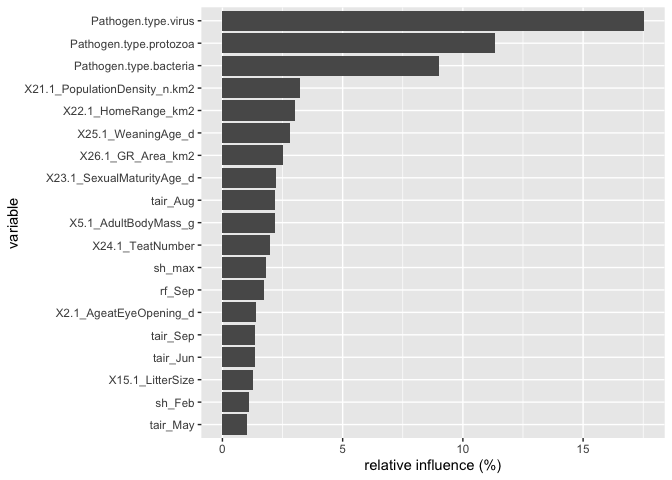 Pathogen.type.virus
Pathogen.type.protozoa
Pathogen.type.bacteria
X21.1_PopulationDensity_n.km2
X22.1_HomeRange_km2
X25.1_WeaningAge_d
X26.1_GR_Area_km2
X23.1_SexualMaturityAge_d
tair_Aug
X5.1_AdultBodyMass_g
X24.1_TeatNumber
sh_max
rf_Sep
X2.1_AgeatEyeOpening_d
tair_Sep
tair_Jun
X15.1_LitterSize
sh_Feb
tair_May
variable
0 5 10 15
relative influence (%)